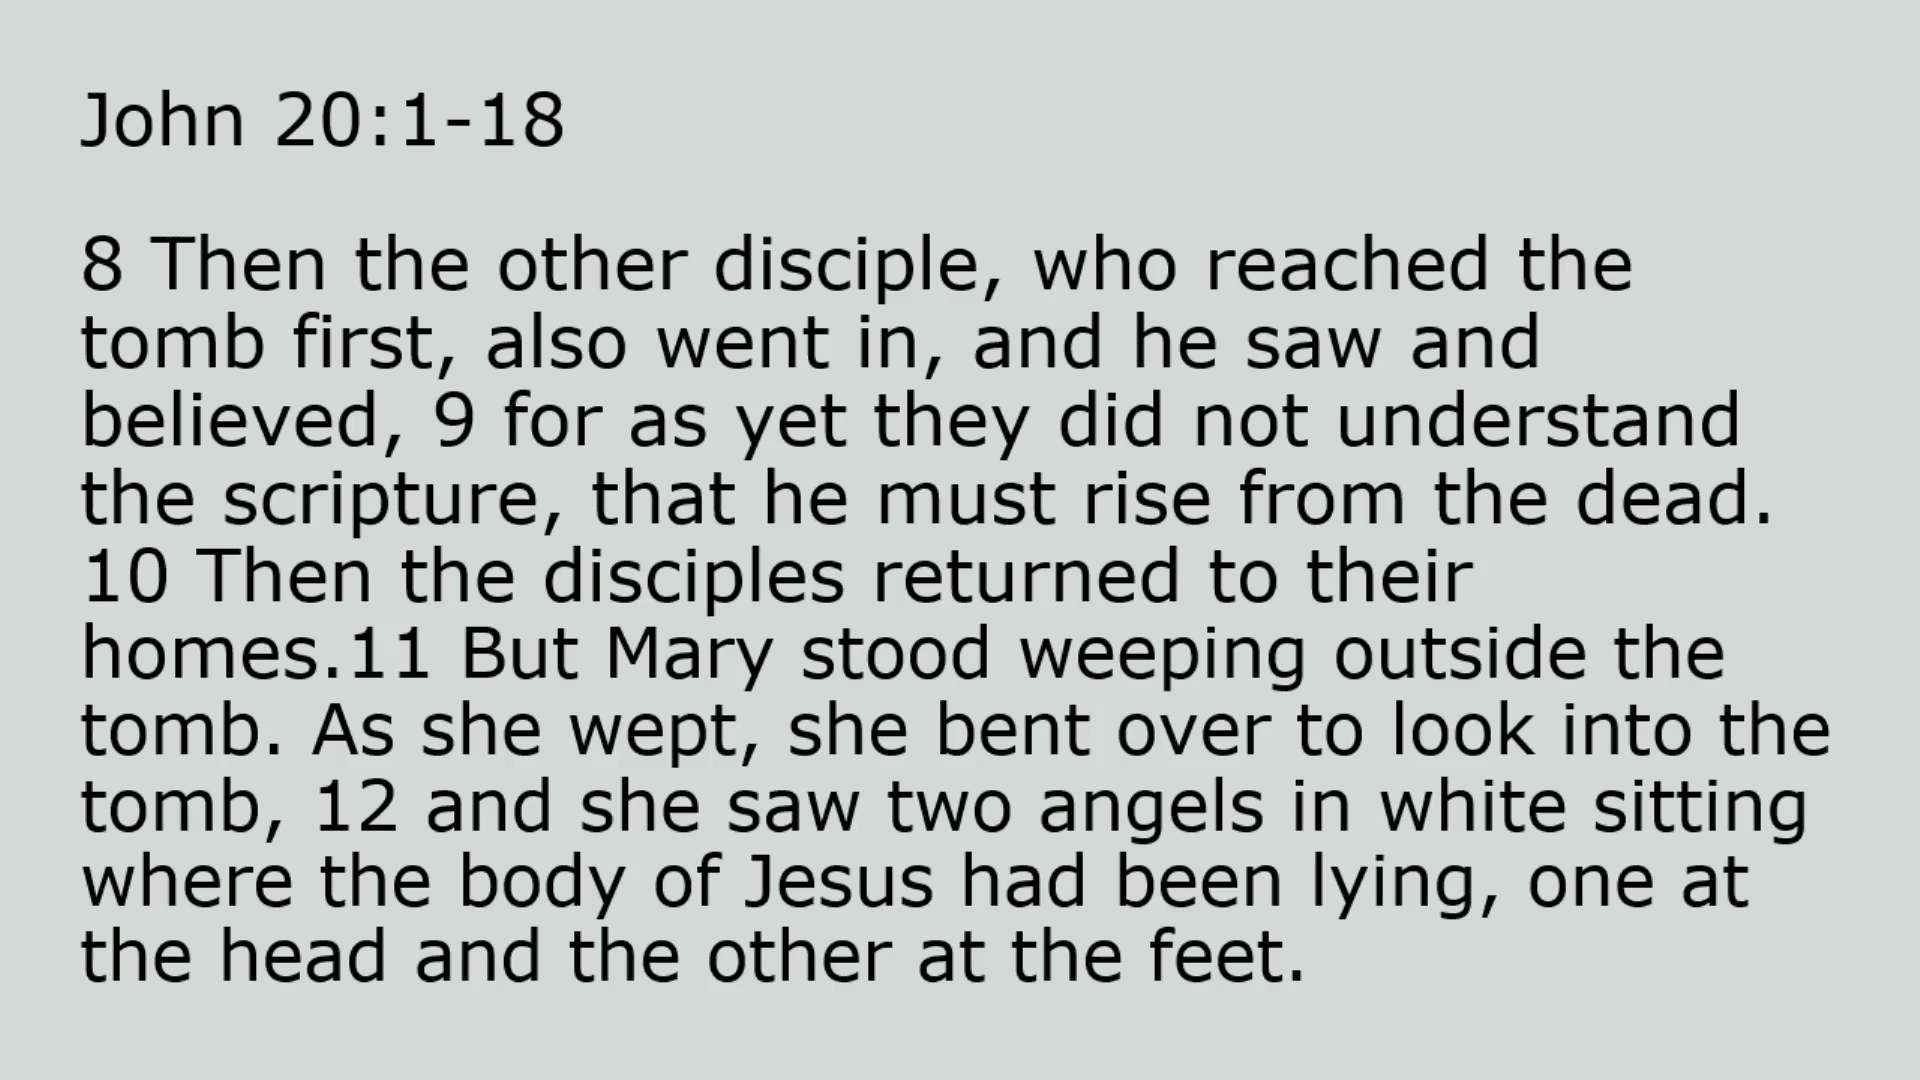 John 20:1-18
8 Then the other disciple, who reached the
tomb first, also went in, and he saw and
believed, 9 for as yet they did not understand
the scripture, that he must rise from the dead.
10 Then the disciples returned to their
homes.11 But Mary stood weeping outside the
tomb. As she wept, she bent over to look into the
tomb, 12 and she saw two angels in white sitting
where the body of Jesus had been lying, one at
the head and the other at the feet.